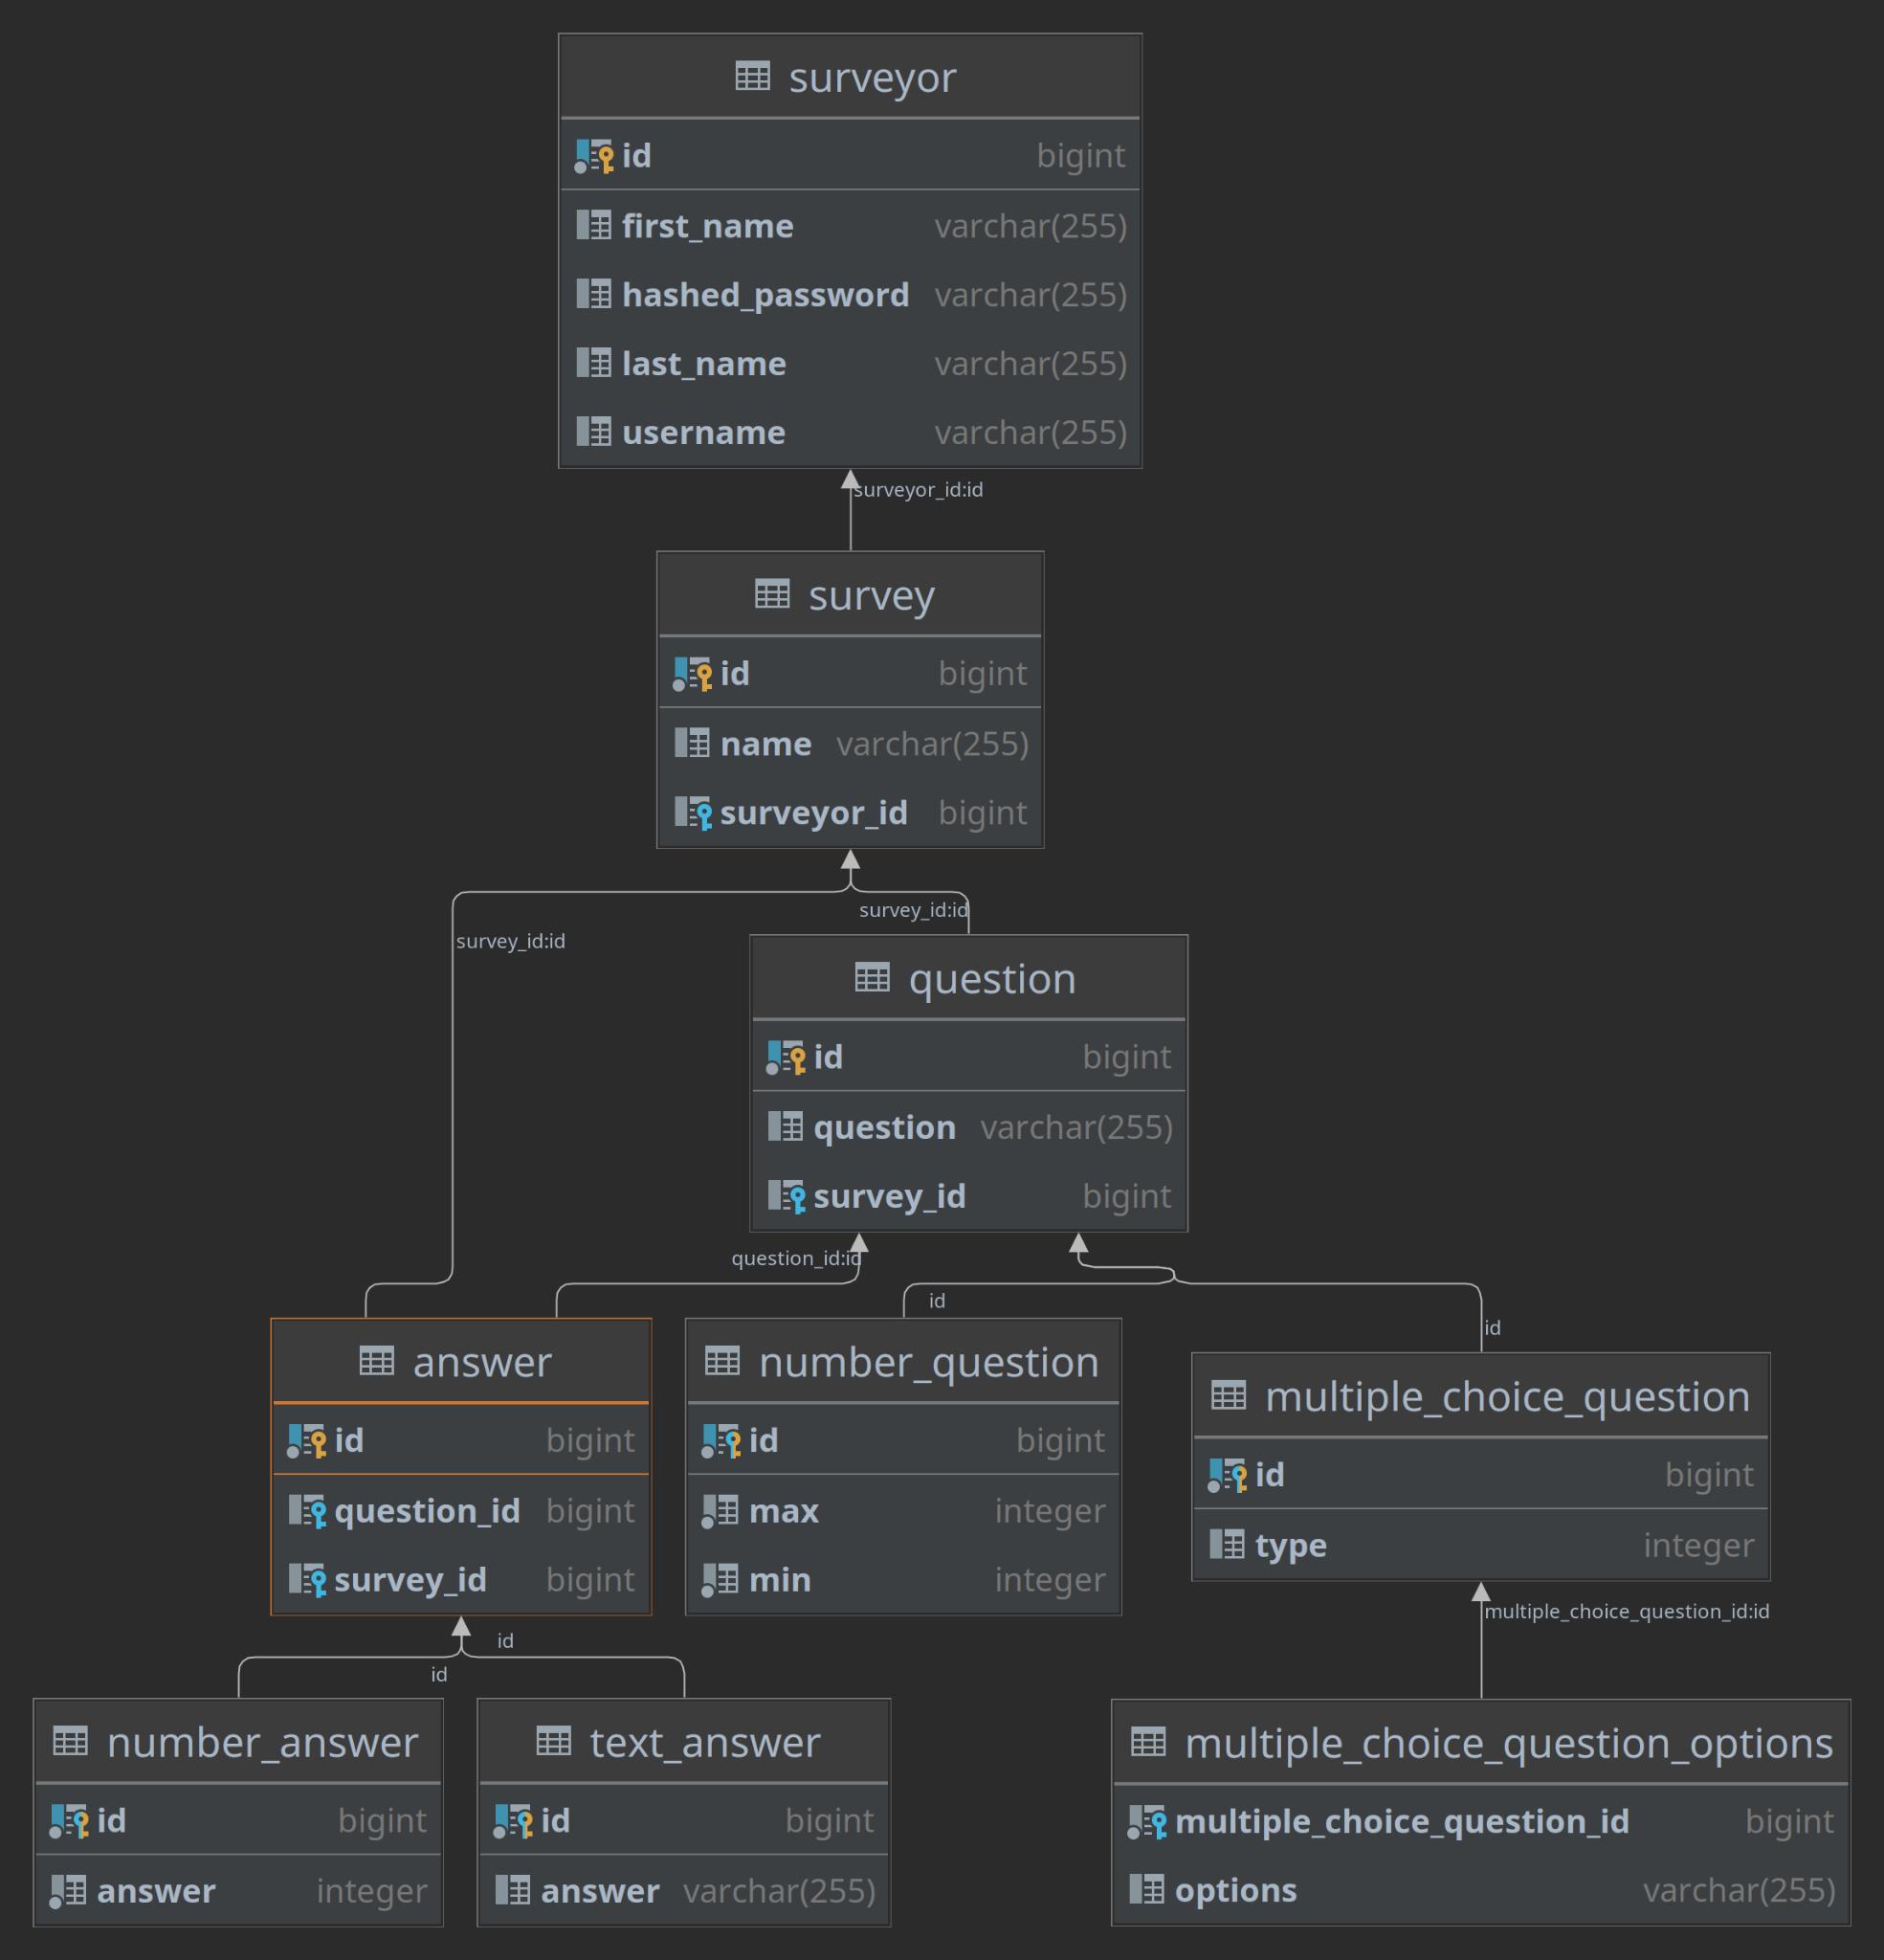 surveyor
id bigint
first_name varchar(255)
hashed_password varchar(255)
last_name varchar(255)
username varchar(255)
surveyor_id:id
survey
id bigint
name varchar(255)
surveyor_id bigint
survey_id:id
survey_id:id
question
id bigint
question varchar(255)
survey_id bigint
question_id:id
id
id
answer
id bigint
question_id bigint
survey_id bigint
number_question
id bigint
max integer
min integer
multiple_choice_question
id bigint
type integer
multiple_choice_question_id:id
id
id
number_answer
id bigint
answer integer
text_answer
id bigint
answer varchar(255)
multiple_choice_question_options
multiple_choice_question_id bigint
options varchar(255)